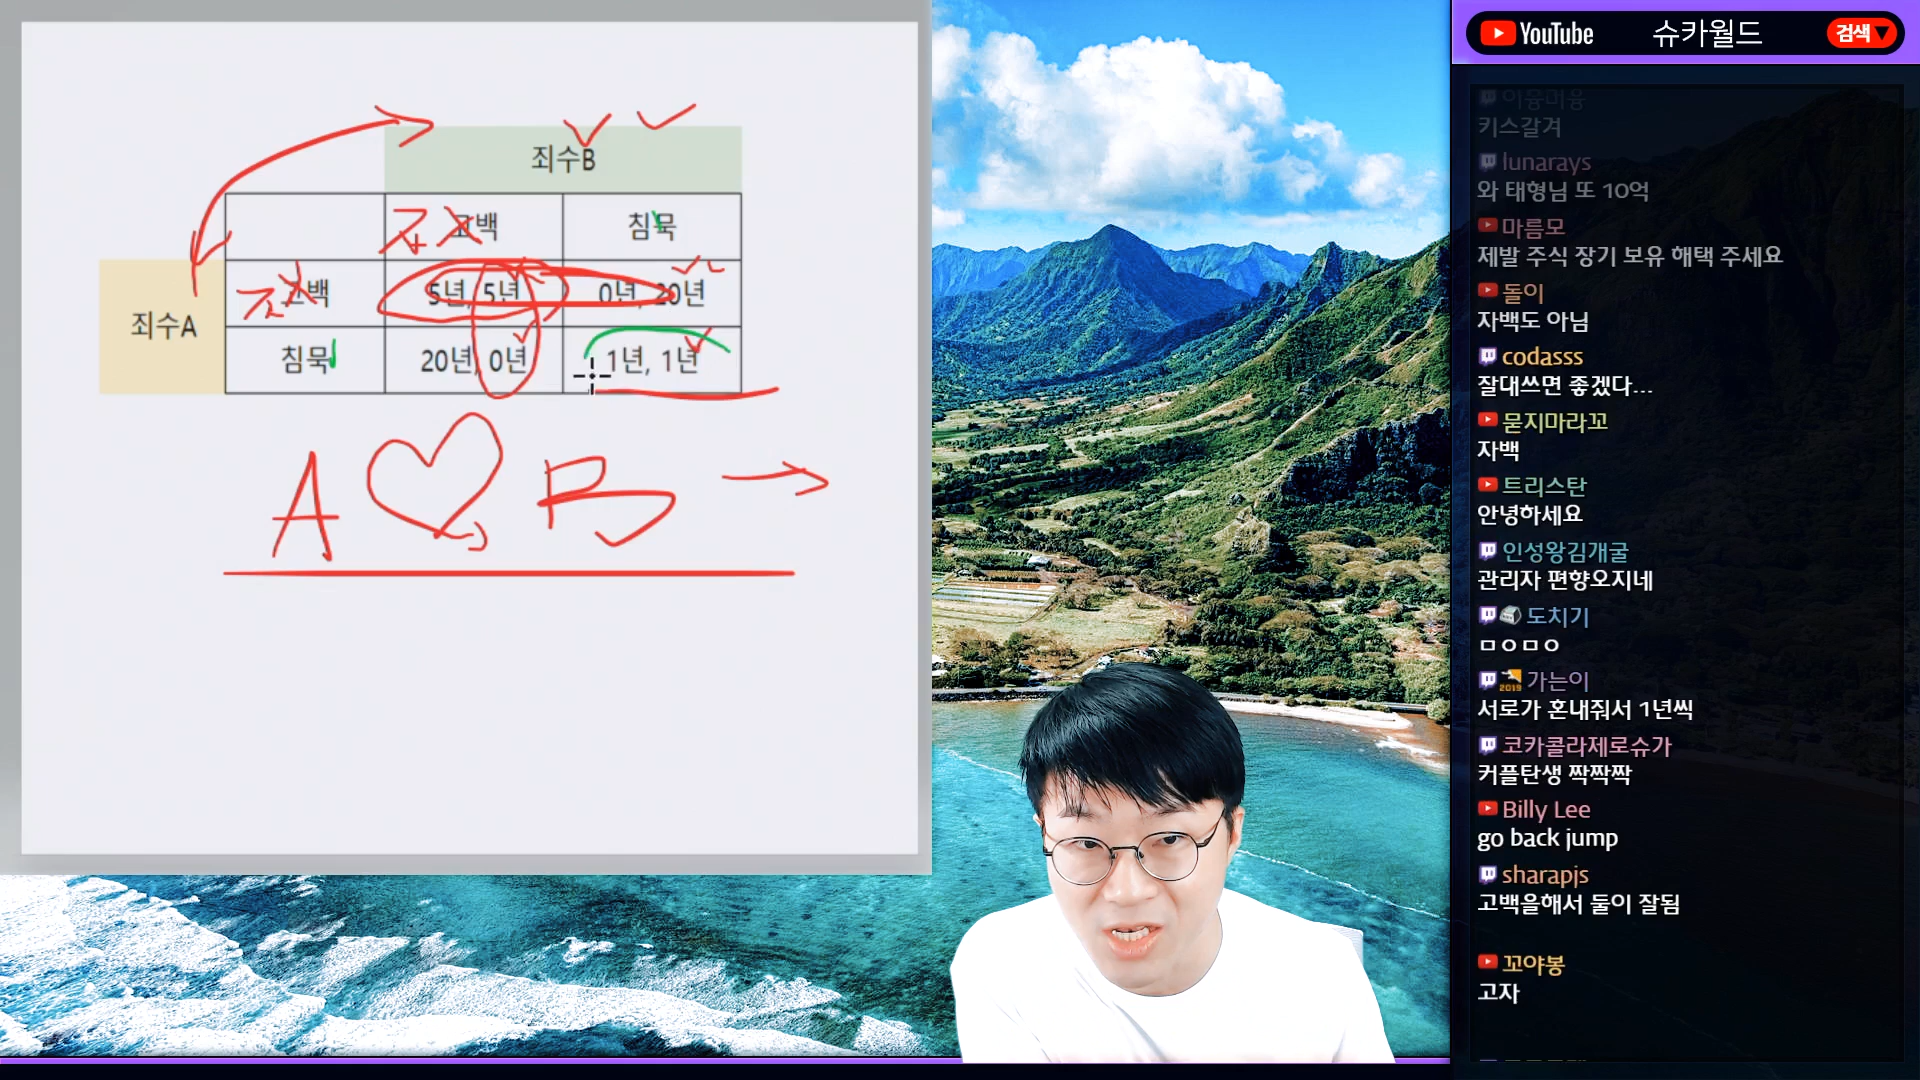 죄수B
고백 침묵
죄수A
고백 5년, 5년 0년, 20년
침묵 20년, 0년 1년, 1년
A B
YouTube 슈카월드 검색▼
키스갈겨
lunarays
와 태형님 또 10억
마름모
제발 주식 장기 보유 해택 주세요
돌이
자백도 아님
codasss
잘대쓰면 좋겠다...
묻지마라꼬
자백
트리스탄
안녕하세요
인성왕김개굴
관리자 편향오지네
도치기
ㅁㅇㅁㅇ
2019 가는이
서로가 혼내줘서 1년씩
코카콜라제로슈가
커플탄생 짝짝짝
Billy Lee
go back jump
sharapjs
고백을해서 둘이 잘됨
꼬야봉
고자